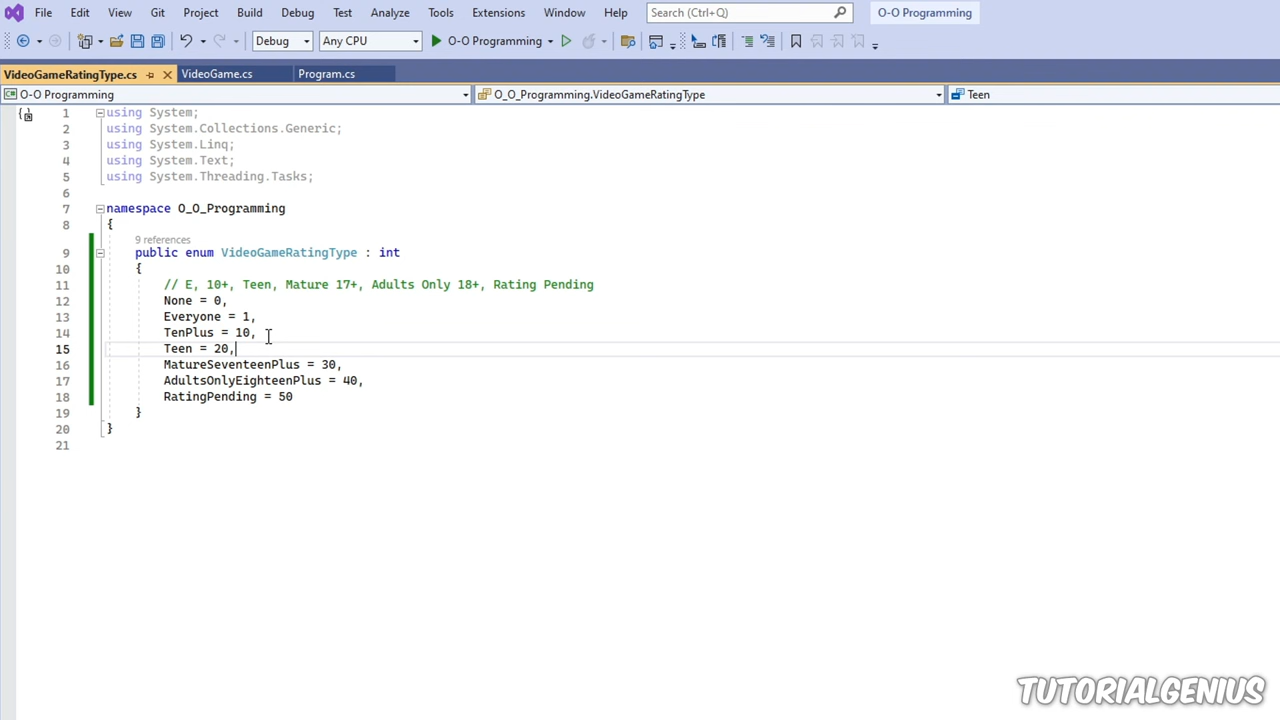 File Edit View Git Project Build Debug Test Analyze Tools Extensions Window Help Search (Ctrl+Q) O-O Programming
Debug Any CPU O-O Programming
VideoGameRatingType.cs VideoGame.cs Program.cs
O-O Programming O_O_Programming.VideoGameRatingType Teen
1 using System;
2 using System.Collections.Generic;
3 using System.Linq;
4 using System.Text;
5 using System.Threading.Tasks;
6
7 namespace O_O_Programming
8 {
9 references
9 public enum VideoGameRatingType : int
10 {
11 // E, 10+, Teen, Mature 17+, Adults Only 18+, Rating Pending
12 None = 0,
13 Everyone = 1,
14 TenPlus = 10,
15 Teen = 20,
16 MatureSeventeenPlus = 30,
17 AdultsOnlyEighteenPlus = 40,
18 RatingPending = 50
19 }
20 }
21
TUTORIALGENIUS